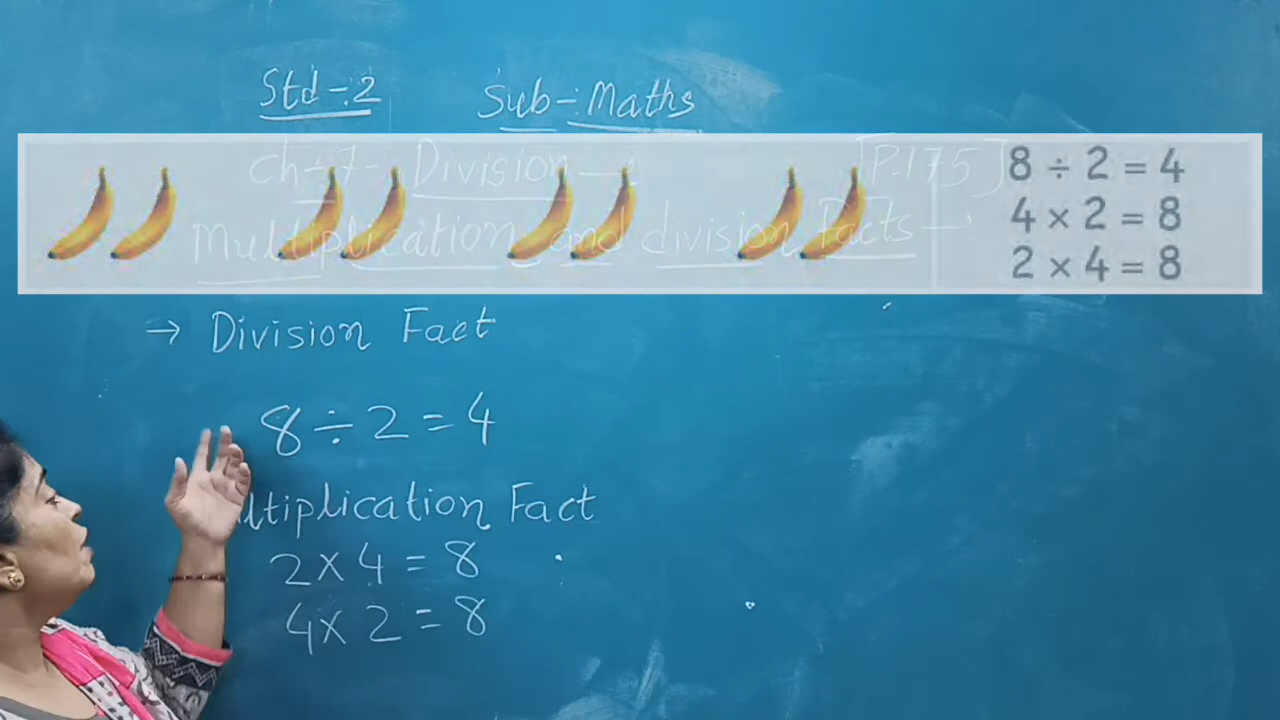 Std-:2 Sub-:Maths
ch-:7- Division -: [P.175]
Multiplication and division Facts →
8 ÷ 2 = 4
4 × 2 = 8
2 × 4 = 8
→ Division Fact
8 ÷ 2 = 4
ltiplication Fact
2 × 4 = 8
4 × 2 = 8